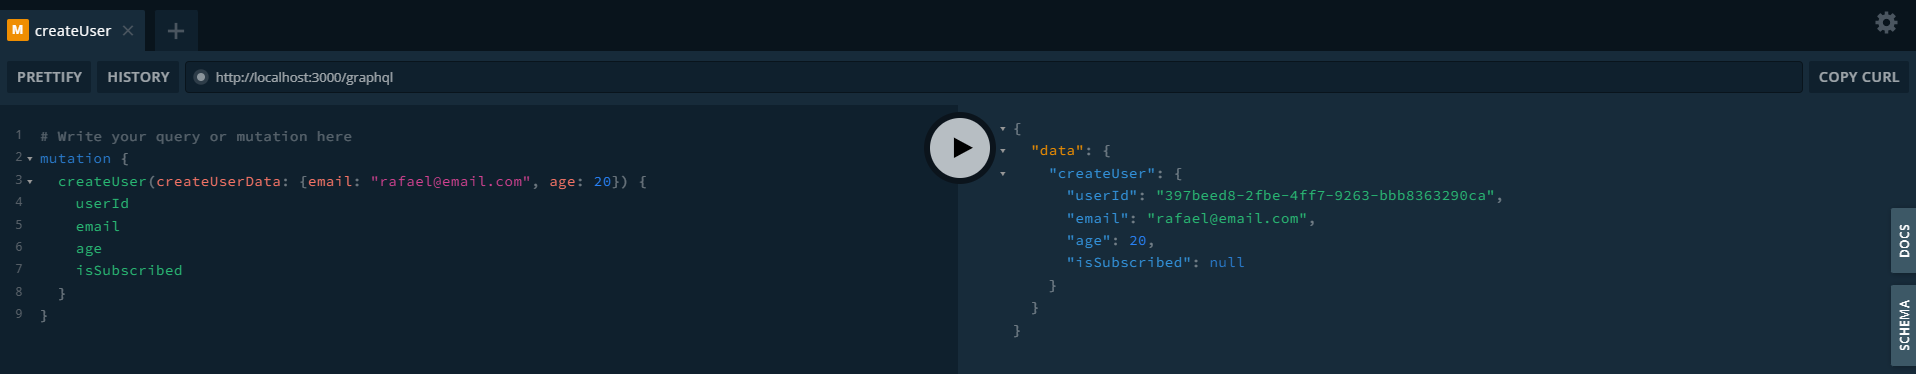 M createUser
PRETTIFY HISTORY http://localhost:3000/graphql COPY CURL
1 # Write your query or mutation here
2 mutation {
3 createUser(createUserData: {email: "rafael@email.com", age: 20}) {
4 userId
5 email
6 age
7 isSubscribed
8 }
9 }
{
"data": {
"createUser": {
"userId": "397beed8-2fbe-4ff7-9263-bbb8363290ca",
"email": "rafael@email.com",
"age": 20,
"isSubscribed": null
}
}
}
DOCS
SCHEMA